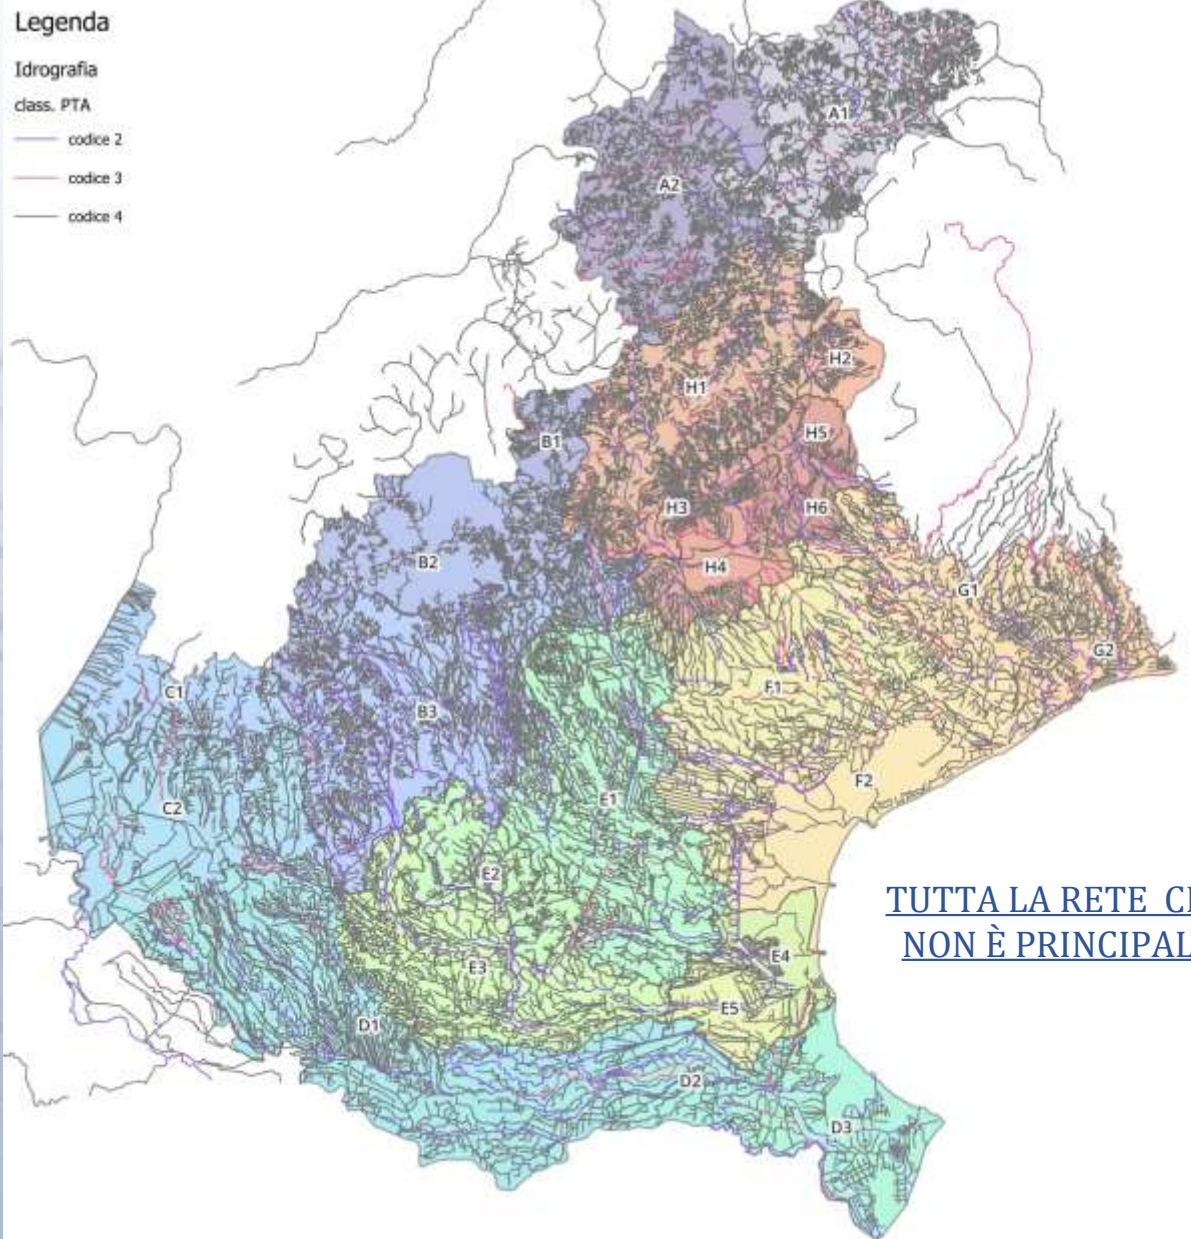 Legenda
Idrografia
class. PTA
codice 2
codice 3
codice 4
A1
A2
H2
H1
H5
B1
H3
H6
B2
H4
G1
G2
C1
F1
B3
F2
E1
C2
E2
TUTTA LA RETE
NON È
E4
E3
E5
D1
D2
D3